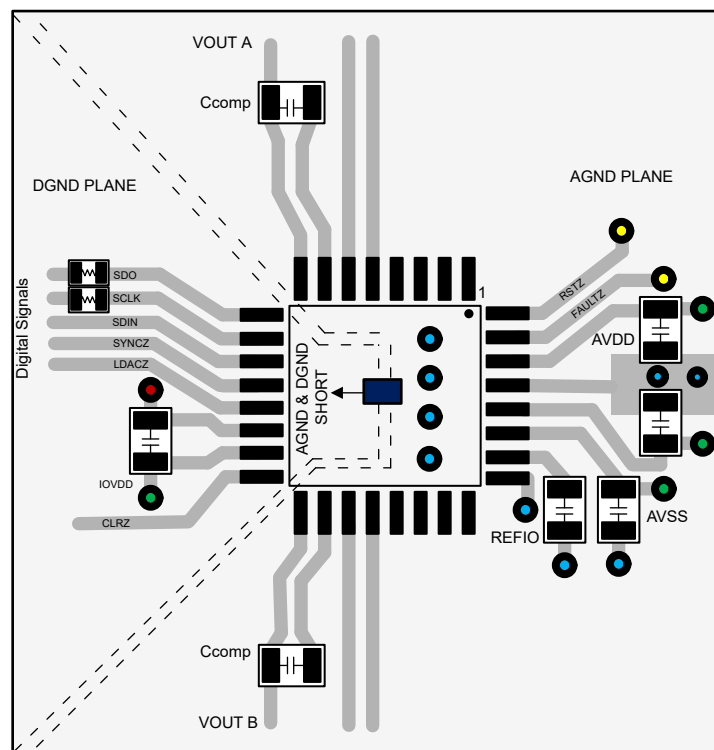 VOUT A
Ccomp
DGND PLANE
AGND PLANE
Digital Signals
SDO
SCLK
SDIN
SYNCZ
LDACZ
IOVDD
CLRZ
1
RSTZ
FAULTZ
AVDD
AGND & DGND
SHORT
REFIO
AVSS
Ccomp
VOUT B